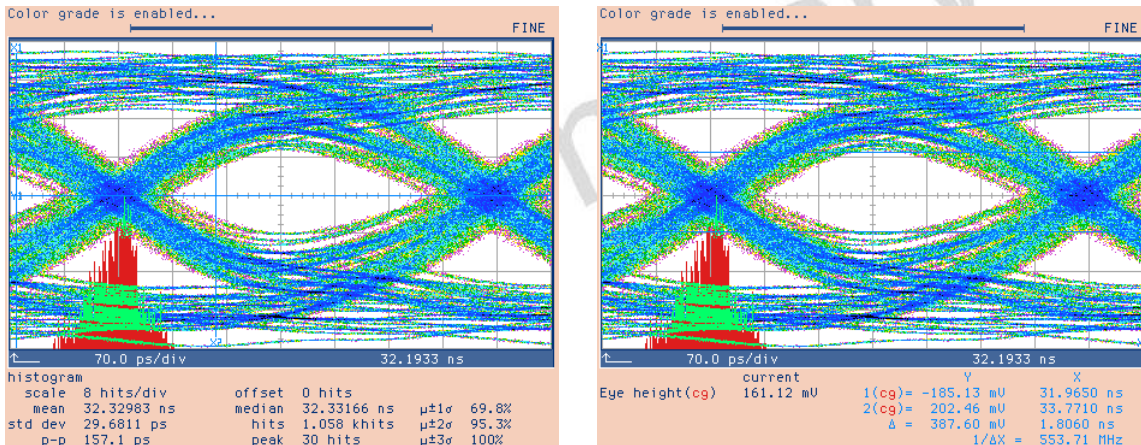 Color grade is enabled...
FINE
X1
Y1
X2
70.0 ps/div 32.1933 ns
histogram
scale 8 hits/div offset 0 hits
mean 32.32983 ns median 32.33166 ns µ±1σ 69.8%
std dev 29.6811 ps hits 1.058 khits µ±2σ 95.3%
p-p 157.1 ps peak 30 hits µ±3σ 100%
Color grade is enabled...
FINE
X1
70.0 ps/div 32.1933 ns
current Y X
Eye height(cg) 161.12 mV 1(cg)= -185.13 mV 31.9650 ns
2(cg)= 202.46 mV 33.7710 ns
Δ = 387.60 mV 1.8060 ns
1/ΔX = 553.71 MHz